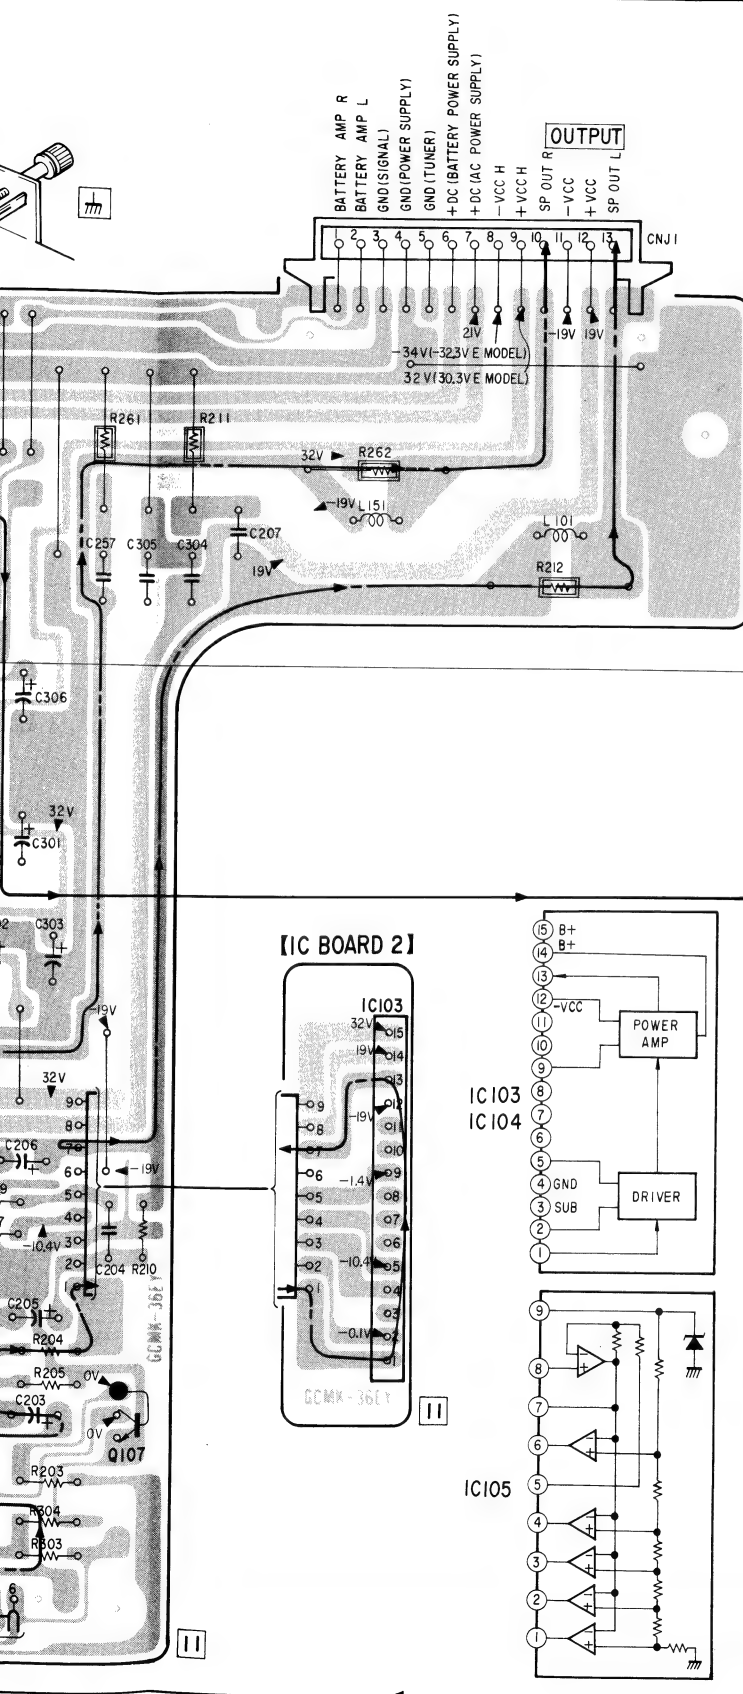 OUTPUT
BATTERY AMP R
BATTERY AMP L
GND(SIGNAL)
GND(POWER SUPPLY)
GND(TUNER)
+DC(BATTERY POWER SUPPLY)
+DC(AC POWER SUPPLY)
-VCC H
+VCC H
SP OUT R
-VCC
+VCC
SP OUT L
1 2 3 4 5 6 7 8 9 10 11 12 13
CNJ1
21V
-19V
19V
-34V(-32.3V E MODEL)
32V(30.3V E MODEL)
R261
R211
32V
R262
-19V
L151
C207
L101
C257
C305
C304
19V
R212
C306
32V
C301
C303
-19V
32V
9
8
7
6
5
4
3
2
1
C206
-19V
-10.4V
C204
R210
C205
R204
R205
0V
C203
0V
Q107
R203
R304
R303
6
GCMK-36EY
11
【IC BOARD 2】
IC103
32V
15
19V
14
13
-19V
12
11
10
-1.4V
9
8
7
6
-10.4V
5
4
3
-0.1V
2
1
9
8
7
6
5
4
3
2
1
GCMK-36EY
11
IC103
IC104
15 B+
14 B+
13
12 -VCC
11
10
9
8
7
6
5
4 GND
3 SUB
2
1
POWER
AMP
DRIVER
IC105
9
8
7
6
5
4
3
2
1